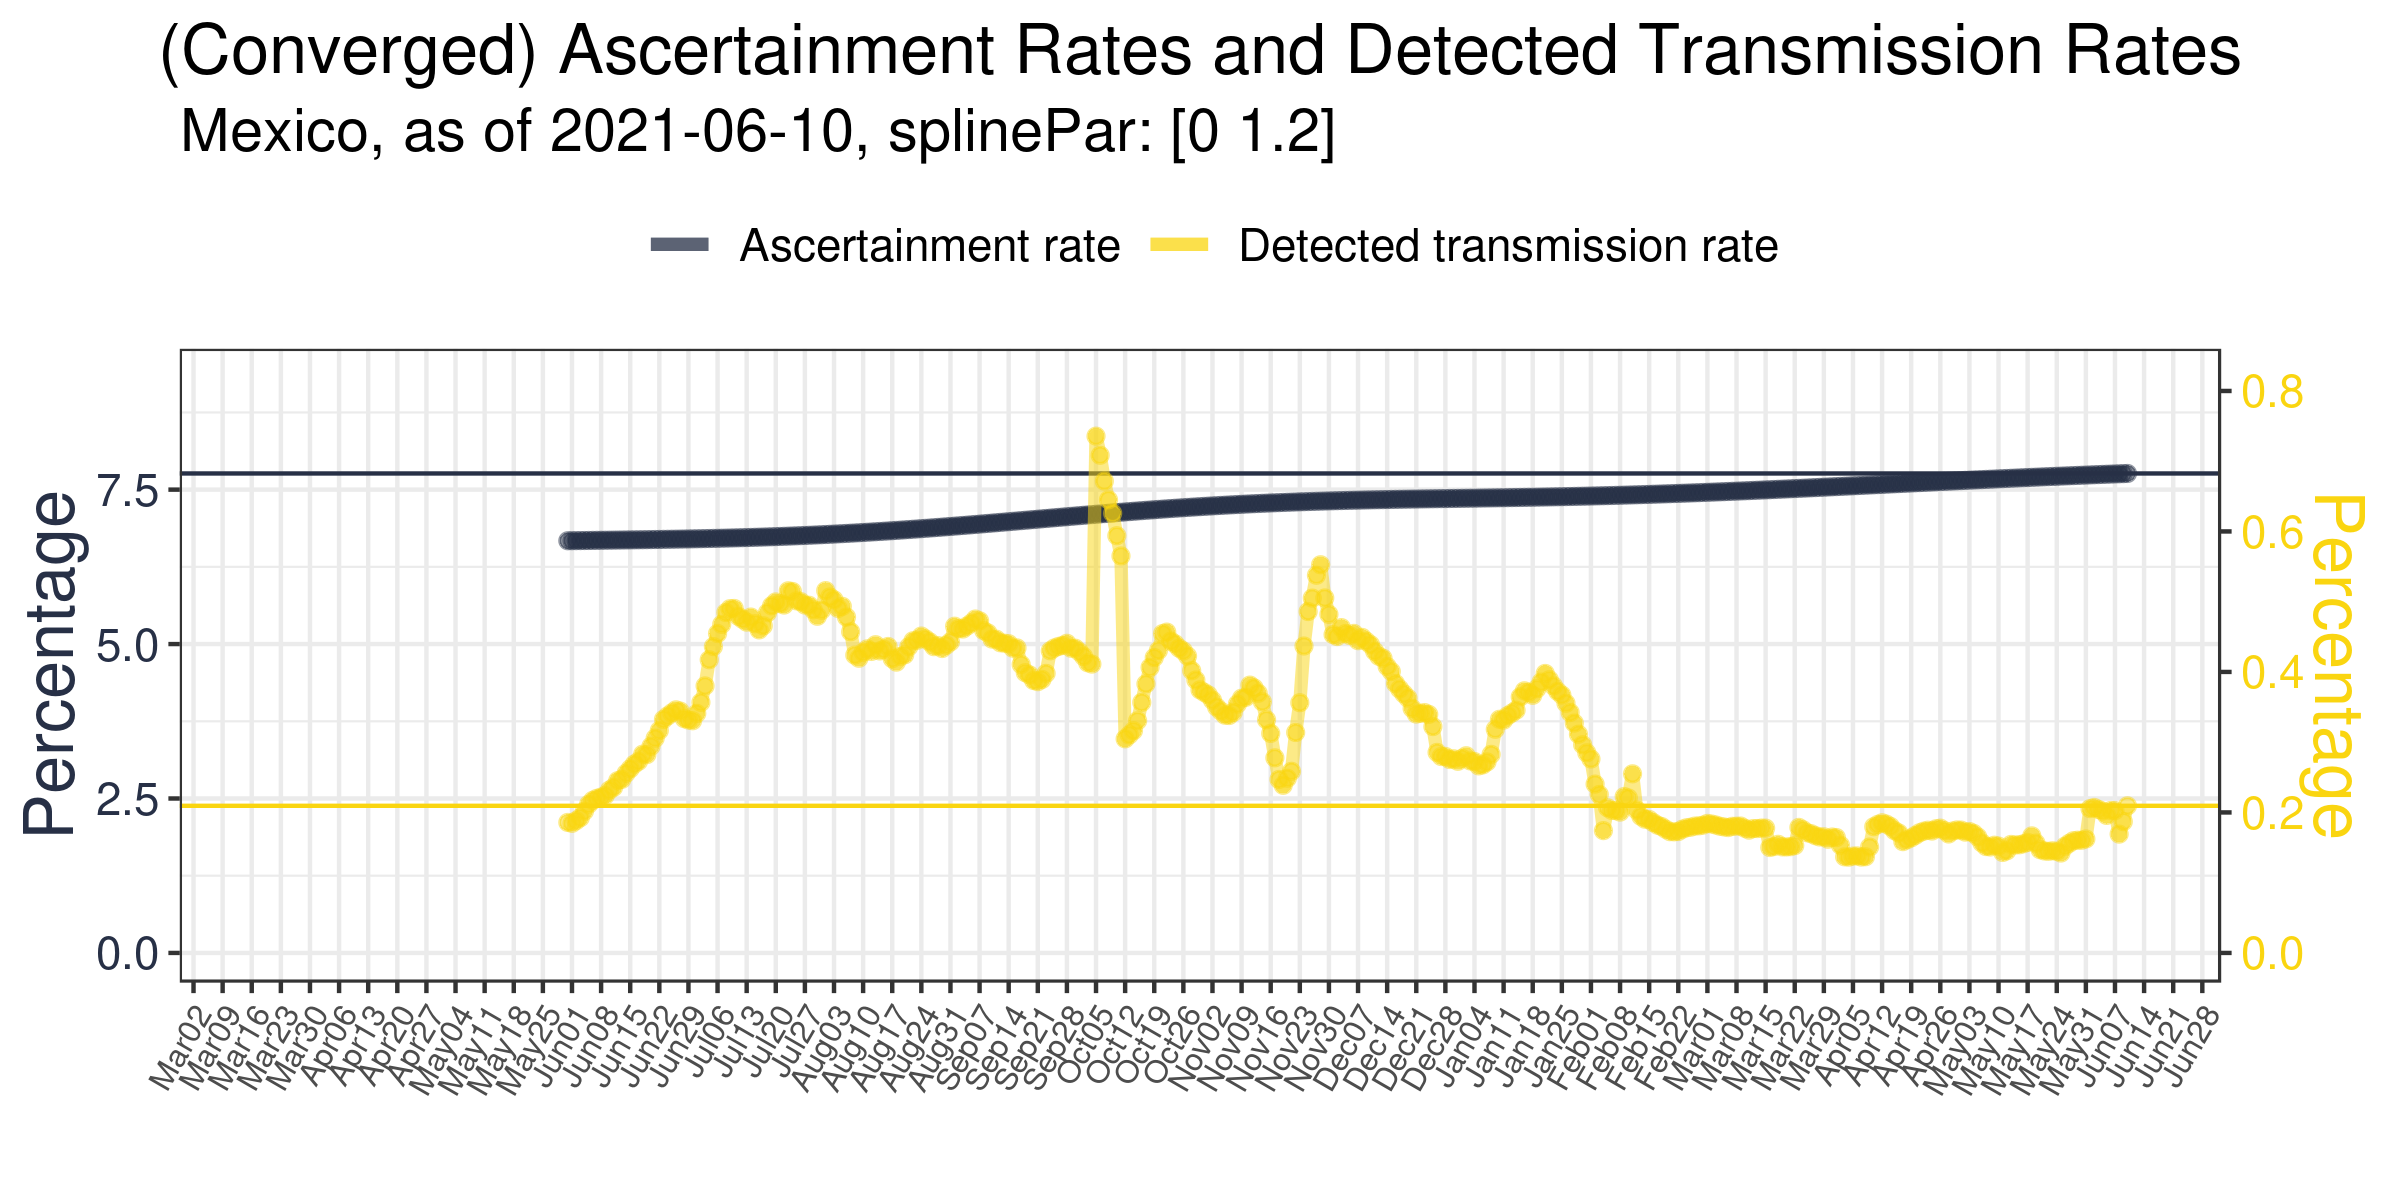 (Converged) Ascertainment Rates and Detected Transmission Rates
Mexico, as of 2021-06-10, splinePar: [0 1.2]
Ascertainment rate Detected transmission rate
Percentage
7.5
5.0
2.5
0.0
0.8
0.6
0.4
0.2
0.0
Percentage
Mar02 Mar09 Mar16 Mar23 Mar30 Apr06 Apr13 Apr20 Apr27 May04 May11 May18 May25 Jun01 Jun08 Jun15 Jun22 Jun29 Jul06 Jul13 Jul20 Jul27 Aug03 Aug10 Aug17 Aug24 Aug31 Sep07 Sep14 Sep21 Sep28 Oct05 Oct12 Oct19 Oct26 Nov02 Nov09 Nov16 Nov23 Nov30 Dec07 Dec14 Dec21 Dec28 Jan04 Jan11 Jan18 Jan25 Feb01 Feb08 Feb15 Feb22 Mar01 Mar08 Mar15 Mar22 Mar29 Apr05 Apr12 Apr19 Apr26 May03 May10 May17 May24 May31 Jun07 Jun14 Jun21 Jun28